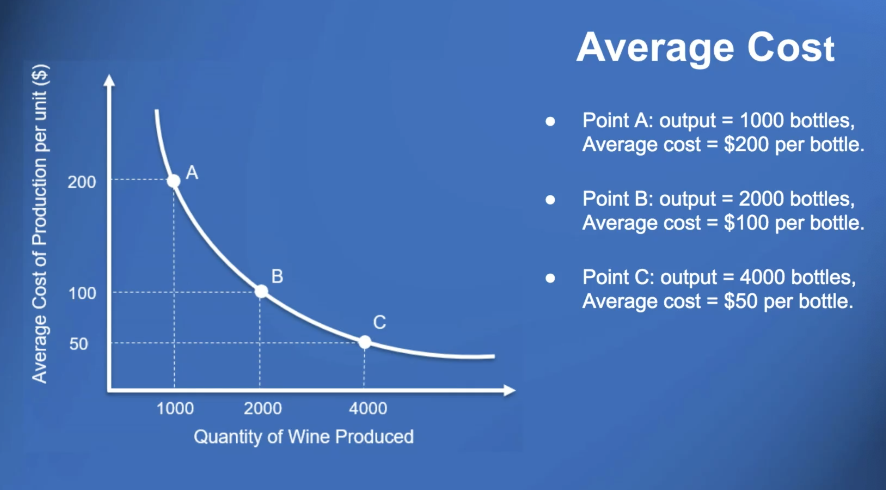 Average Cost
Average Cost of Production per unit ($)
200
100
50
A
B
C
1000 2000 4000
Quantity of Wine Produced
● Point A: output = 1000 bottles,
Average cost = $200 per bottle.
● Point B: output = 2000 bottles,
Average cost = $100 per bottle.
● Point C: output = 4000 bottles,
Average cost = $50 per bottle.